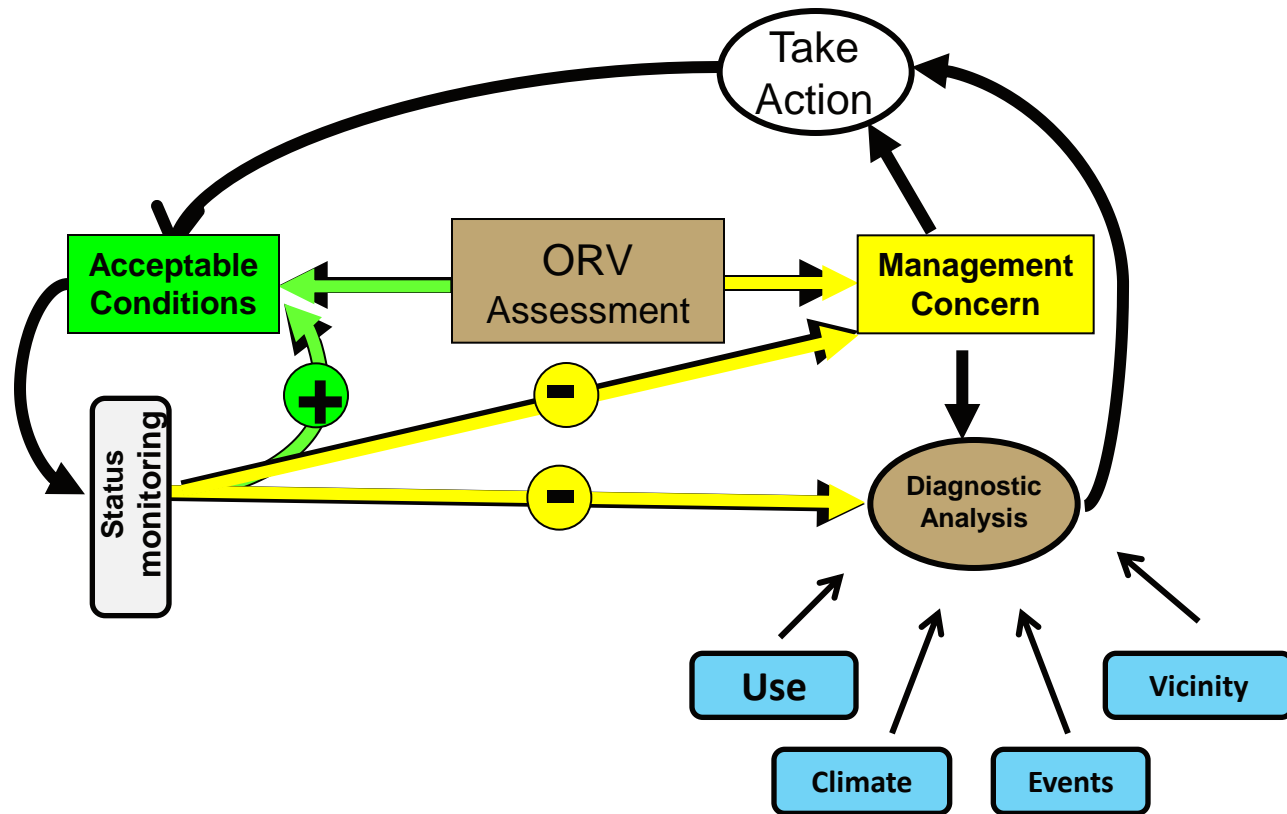 Take
Action
Acceptable
Conditions
ORV
Assessment
Management
Concern
+
-
-
Status
monitoring
Diagnostic
Analysis
Use
Vicinity
Climate
Events